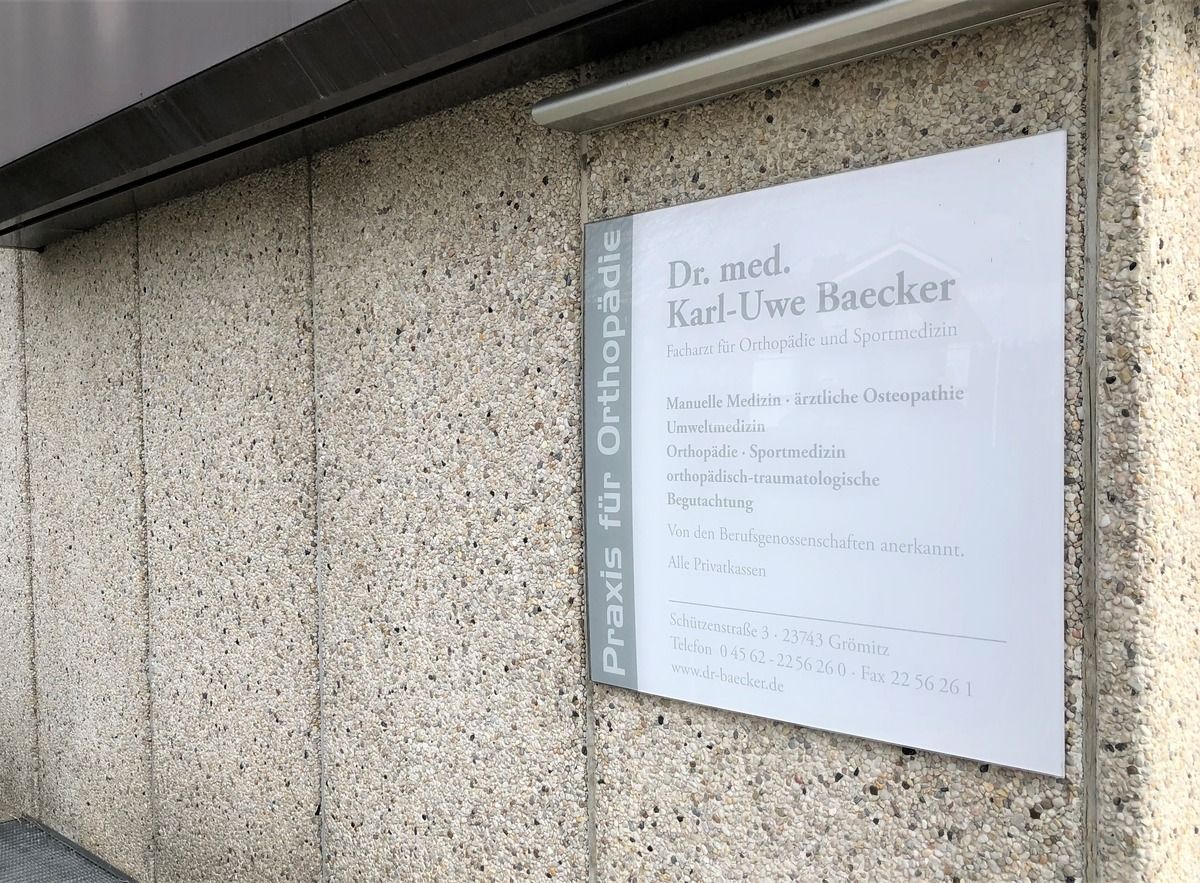 Praxis für Orthopädie
Dr. med.
Karl-Uwe Baecker
Facharzt für Orthopädie und Sportmedizin
Manuelle Medizin · ärztliche Osteopathie
Umweltmedizin
Orthopädie · Sportmedizin
orthopädisch-traumatologische
Begutachtung
Von den Berufsgenossenschaften anerkannt.
Alle Privatkassen
Schützenstraße 3 · 23743 Grömitz
Telefon 0 45 62 - 22 56 26 0 · Fax 22 56 26 1
www.dr-baecker.de